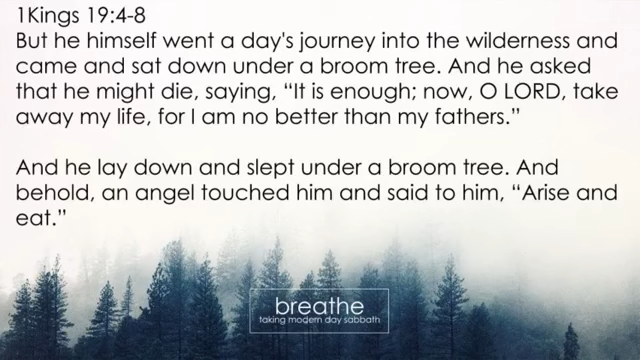 1Kings 19:4-8
But he himself went a day's journey into the wilderness and
came and sat down under a broom tree. And he asked
that he might die, saying, “It is enough; now, O LORD, take
away my life, for I am no better than my fathers.”
And he lay down and slept under a broom tree. And
behold, an angel touched him and said to him, “Arise and
eat.”
breathe
taking modern day sabbath